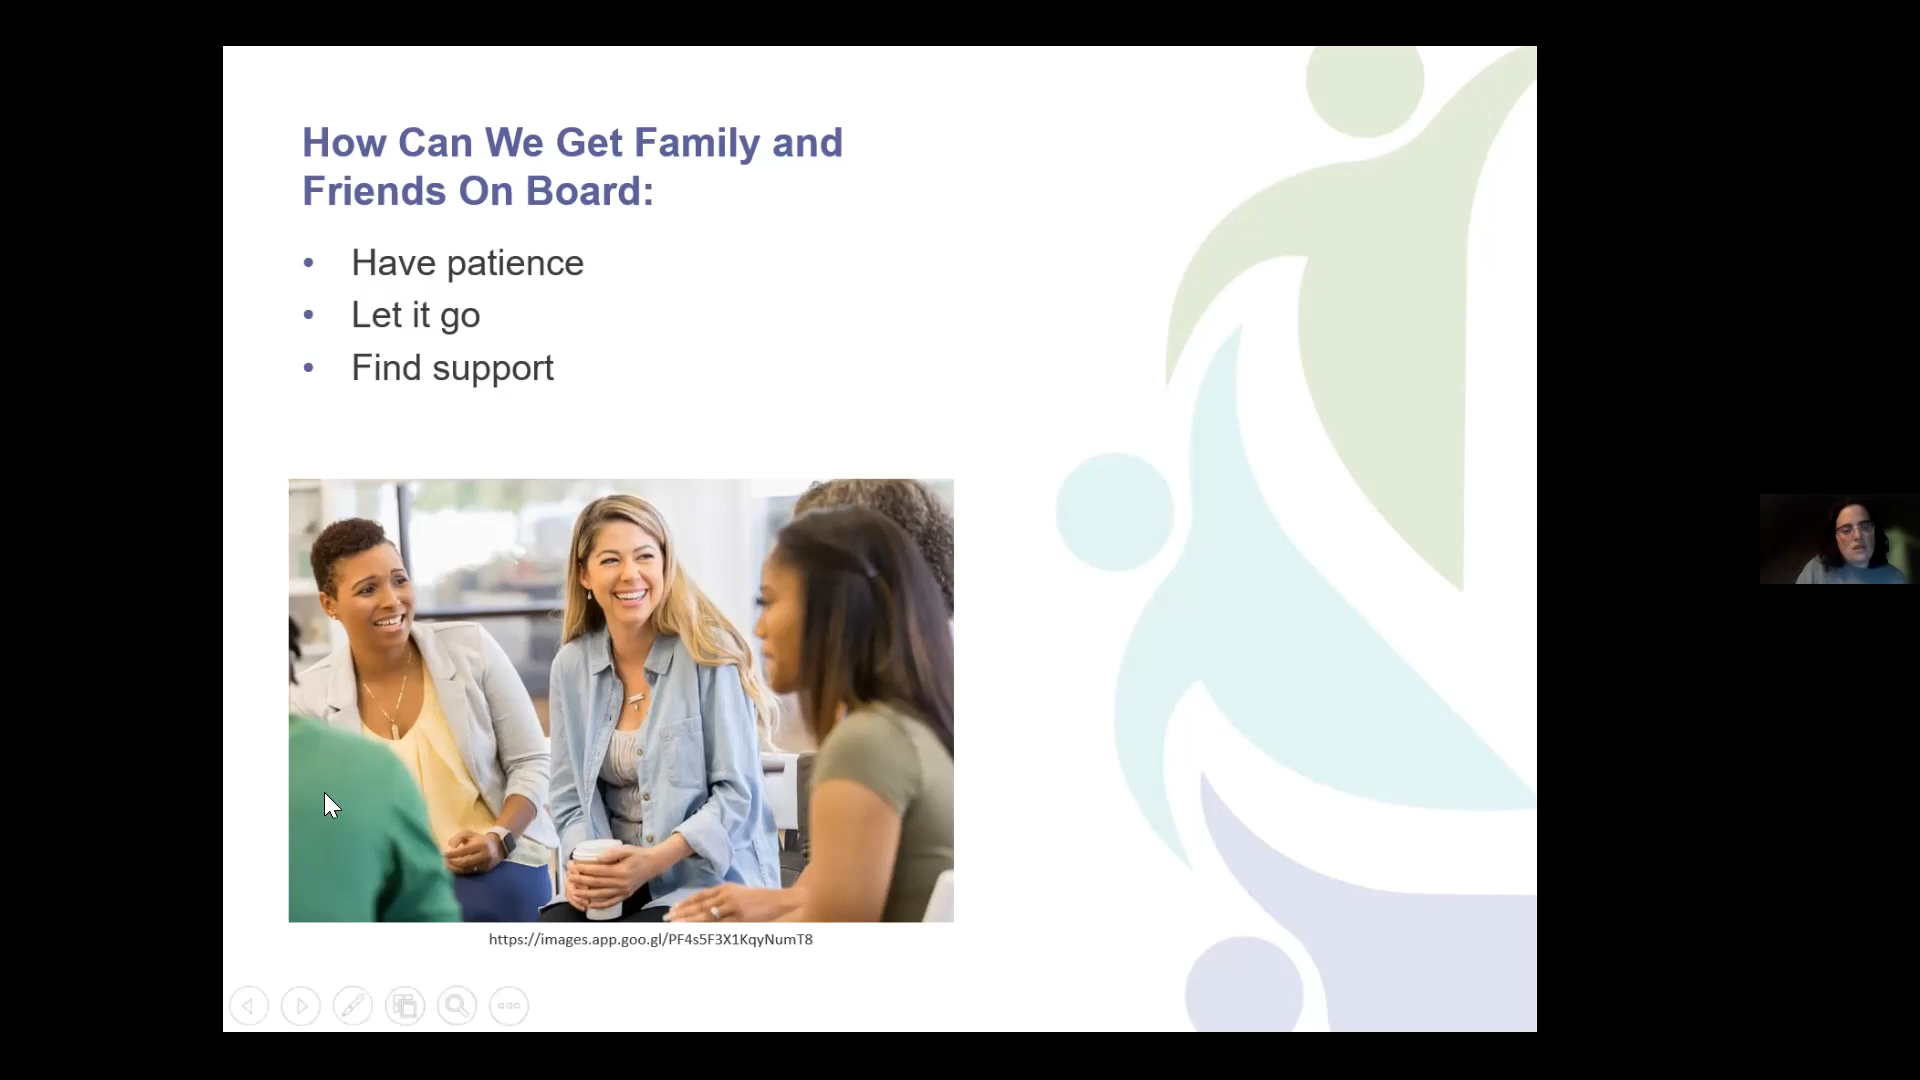 How Can We Get Family and
Friends On Board:
• Have patience
• Let it go
• Find support
https://images.app.goo.gl/PF4s5F3X1KqyNumT8